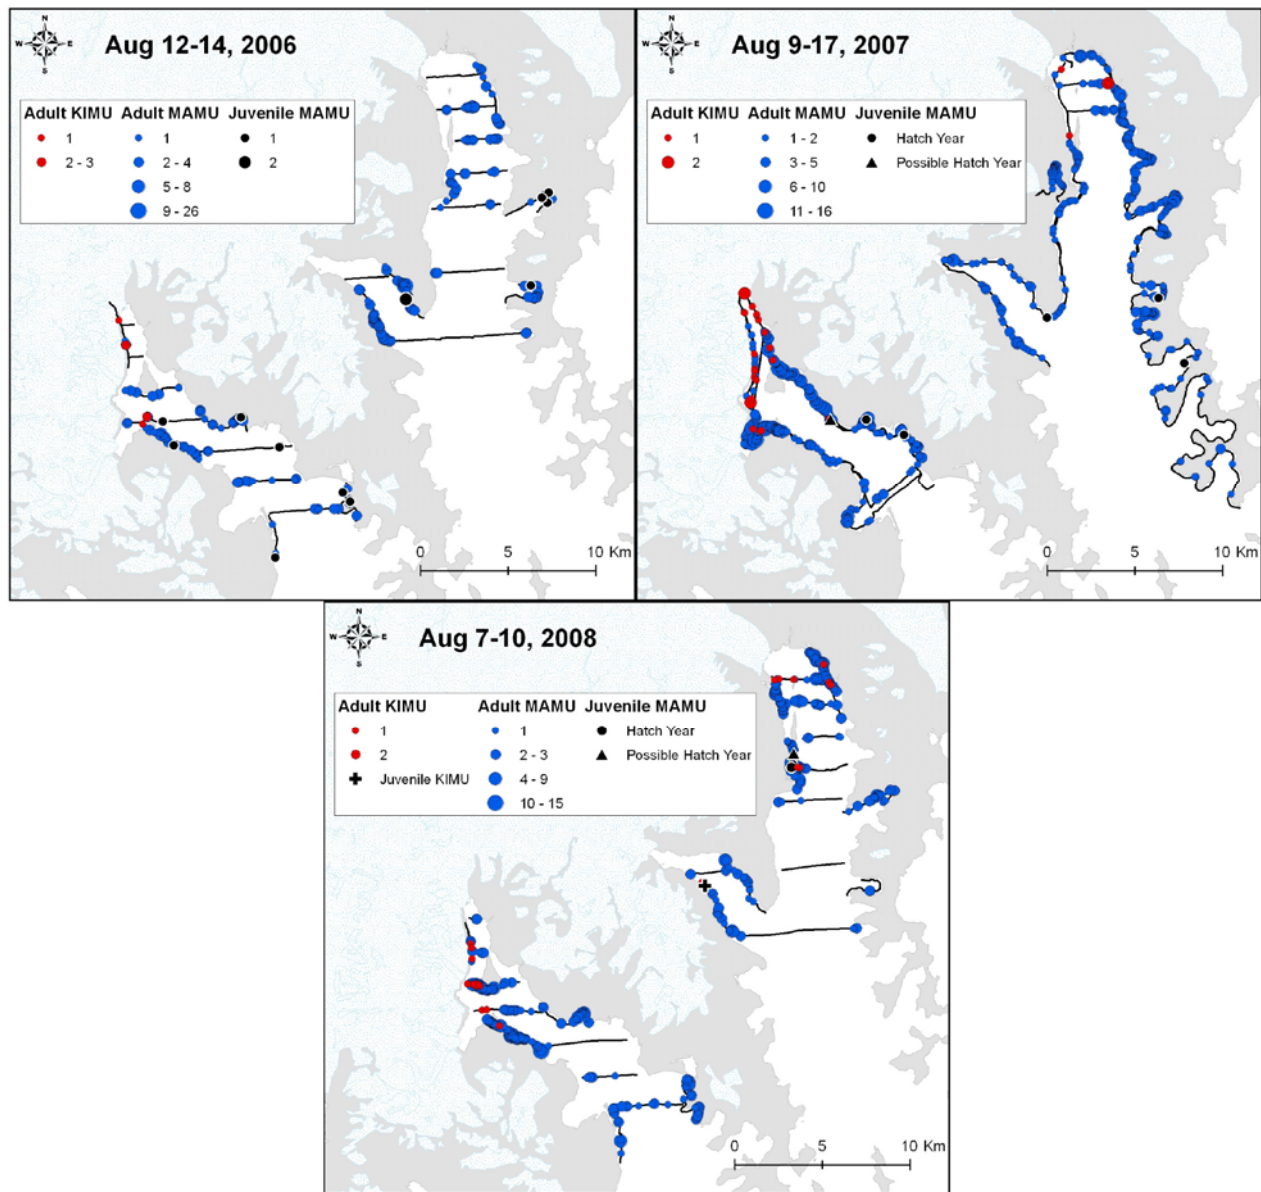 N
W E
S
Aug 12-14, 2006
Adult KIMU Adult MAMU Juvenile MAMU
1 1 1
2 - 3 2 - 4 2
5 - 8
9 - 26
0 5 10 Km
N
W E
S
Aug 9-17, 2007
Adult KIMU Adult MAMU Juvenile MAMU
1 1 - 2 Hatch Year
2 3 - 5 Possible Hatch Year
6 - 10
11 - 16
0 5 10 Km
N
W E
S
Aug 7-10, 2008
Adult KIMU Adult MAMU Juvenile MAMU
1 1 Hatch Year
2 2 - 3 Possible Hatch Year
Juvenile KIMU 4 - 9
10 - 15
0 5 10 Km